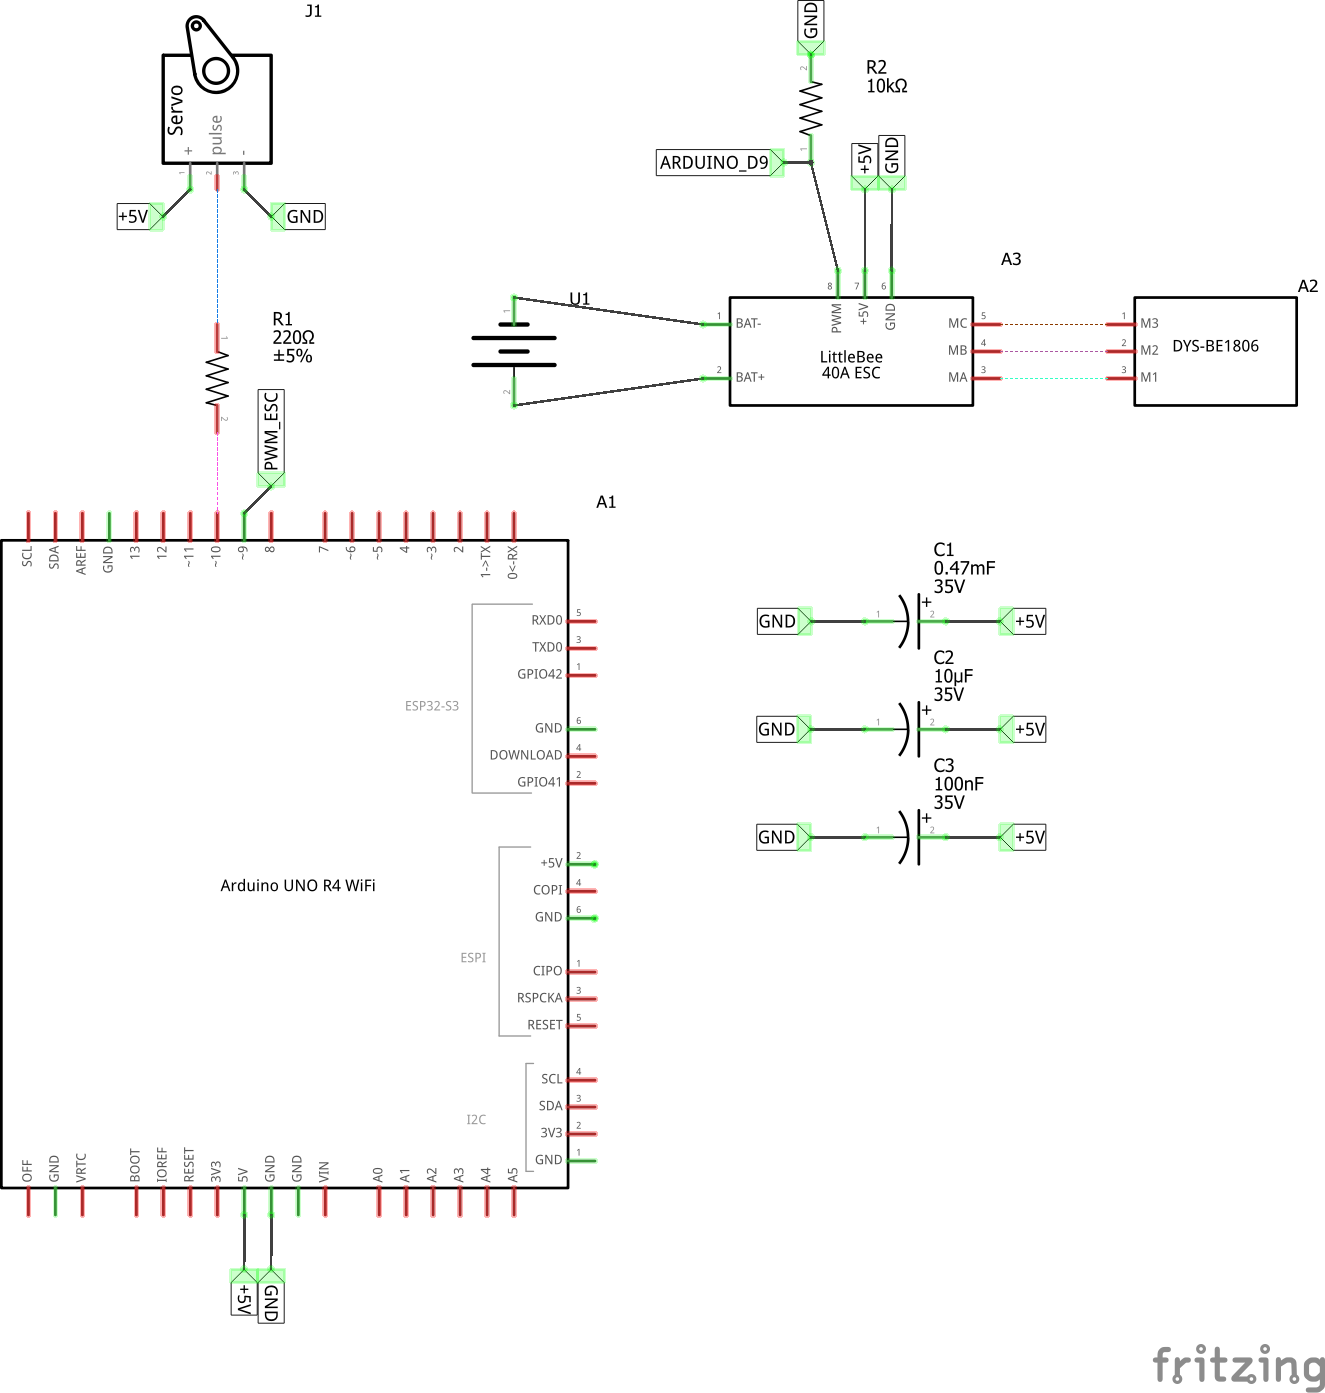 J1
Servo
+
pulse
-
1
2
3
+5V
GND
R1
220Ω
±5%
1
2
PWM_ESC
GND
2
R2
10kΩ
1
ARDUINO_D9
+5V
GND
A3
8
7
6
PWM
+5V
GND
U1
1
2
1
BAT-
2
BAT+
LittleBee
40A ESC
MC
5
MB
4
MA
3
A2
1
M3
2
M2
3
M1
DYS-BE1806
A1
SCL
SDA
AREF
GND
13
12
~11
~10
~9
8
7
~6
~5
4
~3
2
1->TX
0<-RX
RXD0
5
TXD0
3
GPIO42
1
ESP32-S3
GND
6
DOWNLOAD
4
GPIO41
2
+5V
2
Arduino UNO R4 WiFi
COPI
4
GND
6
ESPI
CIPO
1
RSPCKA
3
RESET
5
SCL
4
SDA
3
I2C
3V3
2
GND
1
OFF
GND
VRTC
BOOT
IOREF
RESET
3V3
5V
GND
GND
VIN
A0
A1
A2
A3
A4
A5
+5V
GND
C1
0.47mF
35V
GND
1
+
2
+5V
C2
10µF
35V
GND
1
+
2
+5V
C3
100nF
35V
GND
1
+
2
+5V
fritzing